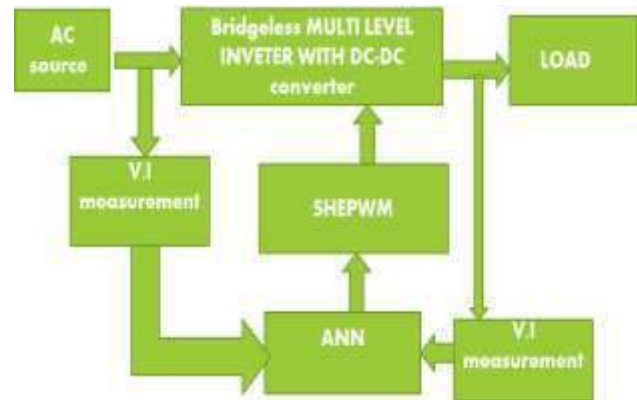 AC
source
Bridgeless MULTI LEVEL
INVETER WITH DC-DC
converter
LOAD
V.I
measurement
SHEPWM
ANN
V.I
measurement